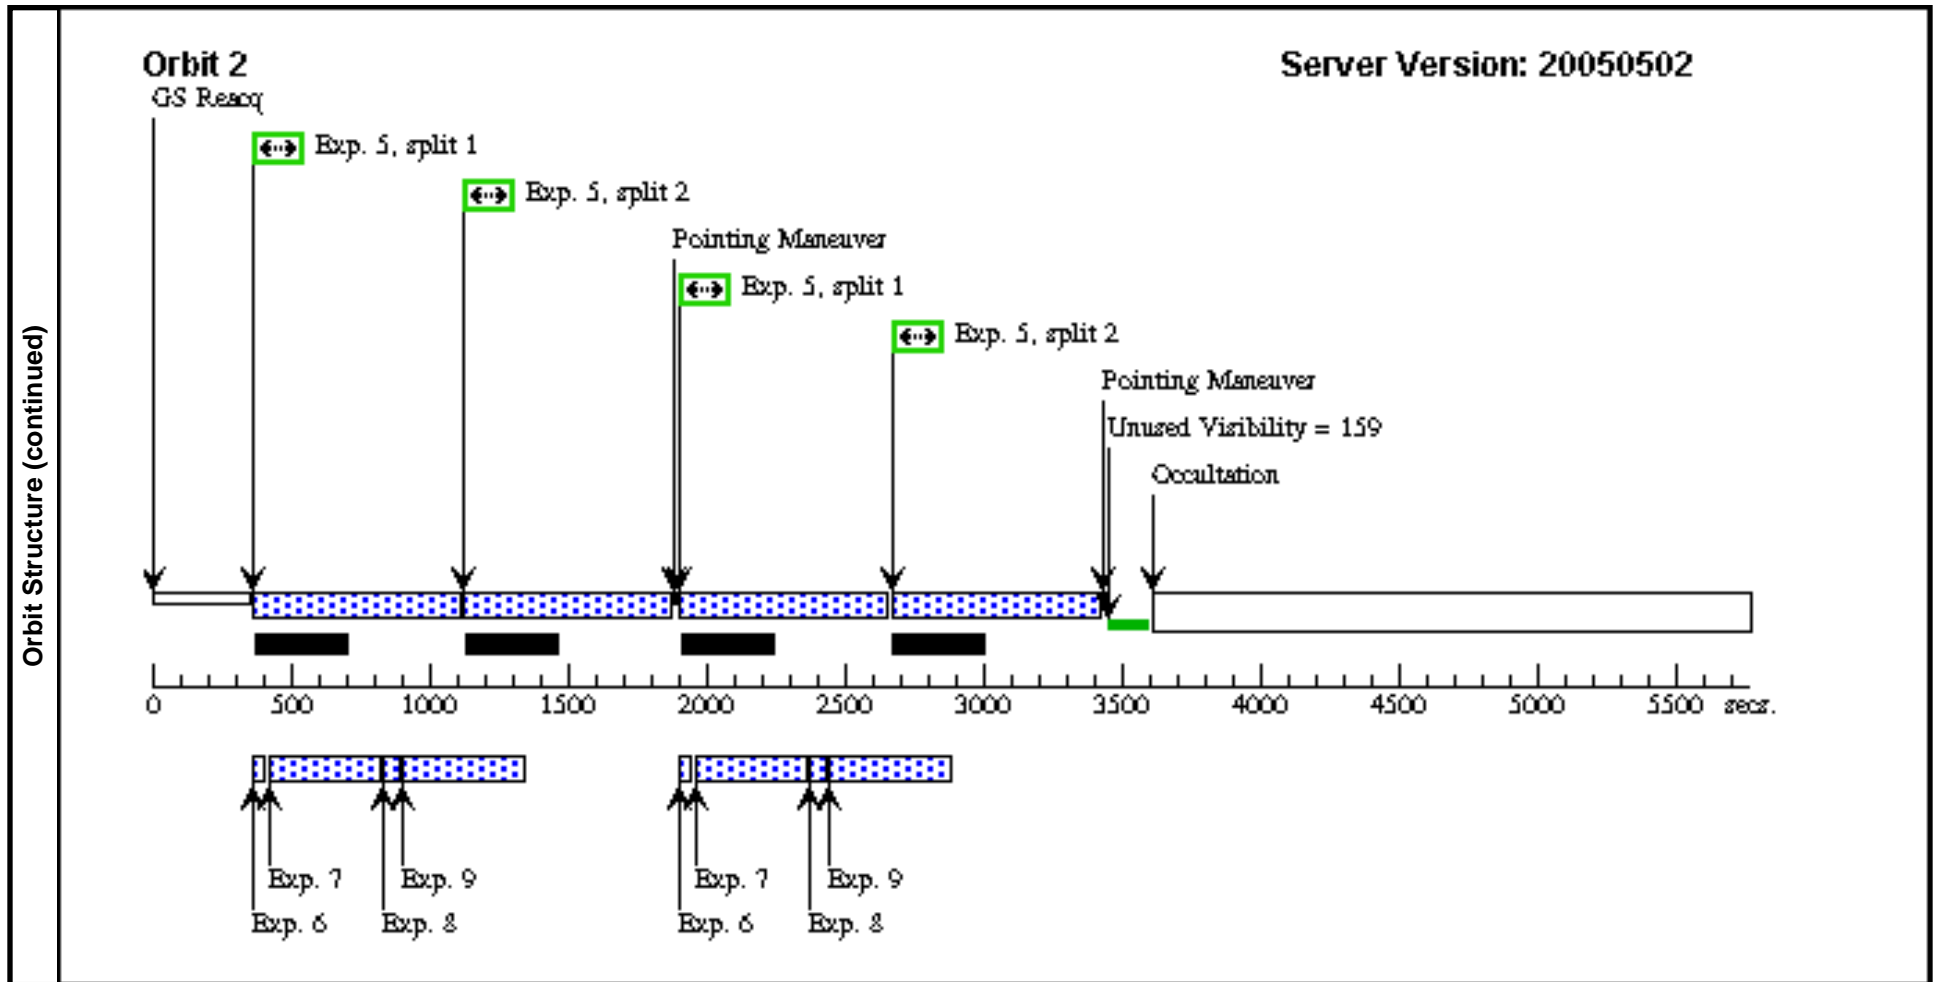 Orbit Structure (continued)
Orbit 2
Server Version: 20050502
GS Reacq
Exp. 5, split 1
Exp. 5, split 2
Pointing Maneuver
Exp. 5, split 1
Exp. 5, split 2
Pointing Maneuver
Unused Visibility = 159
Occultation
0 500 1000 1500 2000 2500 3000 3500 4000 4500 5000 5500 secs.
Exp. 7 Exp. 9 Exp. 7 Exp. 9
Exp. 6 Exp. 8 Exp. 6 Exp. 8